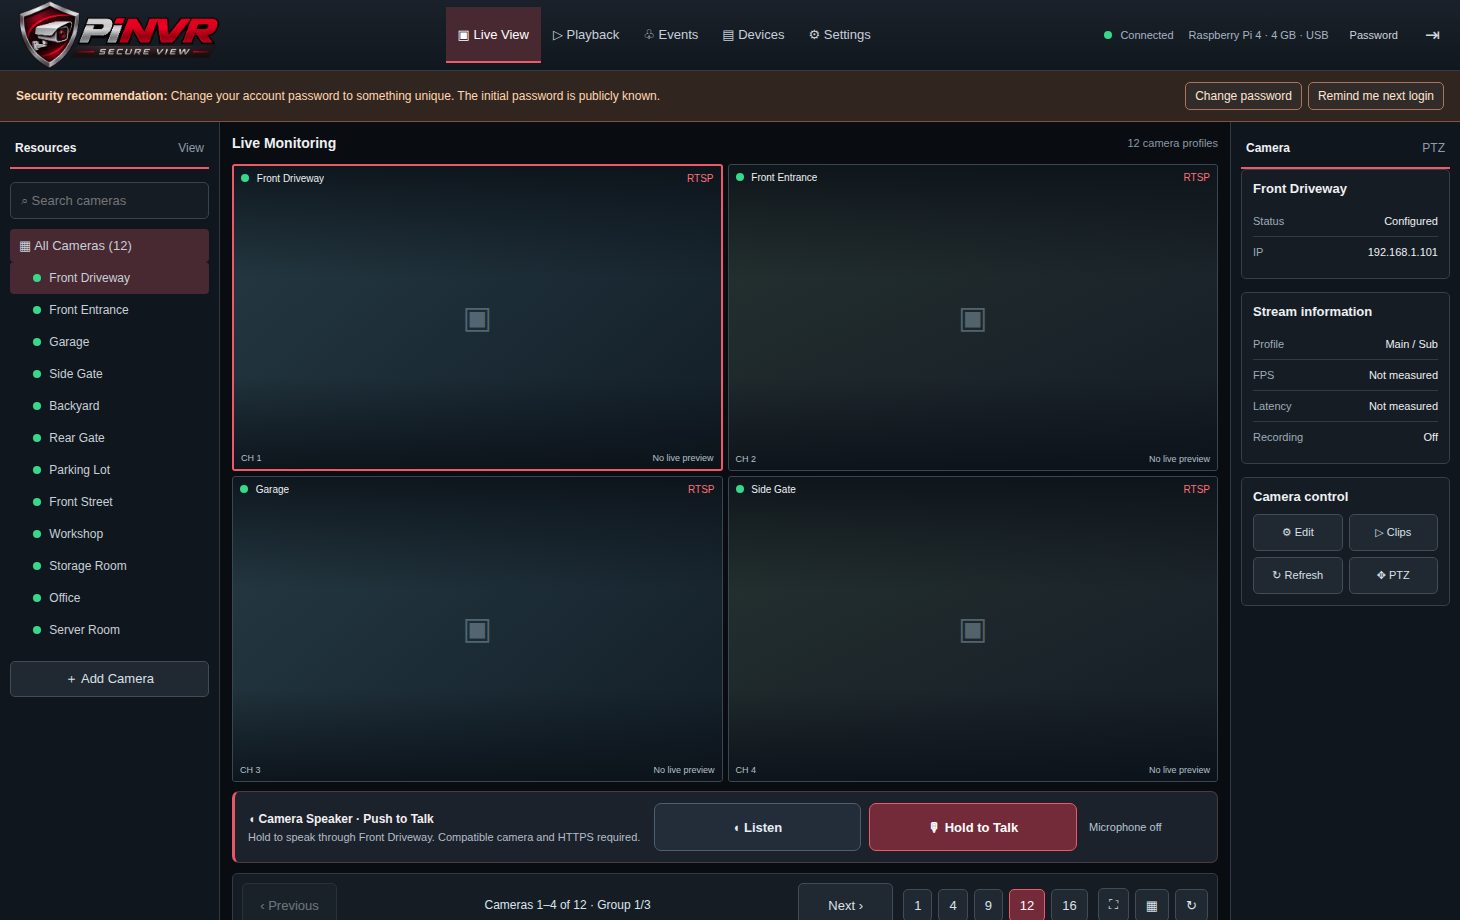 PiNVR
SECURE VIEW
Live View
Playback
Events
Devices
Settings
Connected
Raspberry Pi 4 · 4 GB · USB
Password
Security recommendation: Change your account password to something unique. The initial password is publicly known.
Change password
Remind me next login
Resources
View
Search cameras
All Cameras (12)
Front Driveway
Front Entrance
Garage
Side Gate
Backyard
Rear Gate
Parking Lot
Front Street
Workshop
Storage Room
Office
Server Room
+ Add Camera
Live Monitoring
12 camera profiles
Front Driveway
RTSP
CH 1
No live preview
Front Entrance
RTSP
CH 2
No live preview
Garage
RTSP
CH 3
No live preview
Side Gate
RTSP
CH 4
No live preview
Camera Speaker · Push to Talk
Hold to speak through Front Driveway. Compatible camera and HTTPS required.
Listen
Hold to Talk
Microphone off
‹ Previous
Cameras 1–4 of 12 · Group 1/3
Next ›
1
4
9
12
16
Camera
PTZ
Front Driveway
Status
Configured
IP
192.168.1.101
Stream information
Profile
Main / Sub
FPS
Not measured
Latency
Not measured
Recording
Off
Camera control
Edit
Clips
Refresh
PTZ